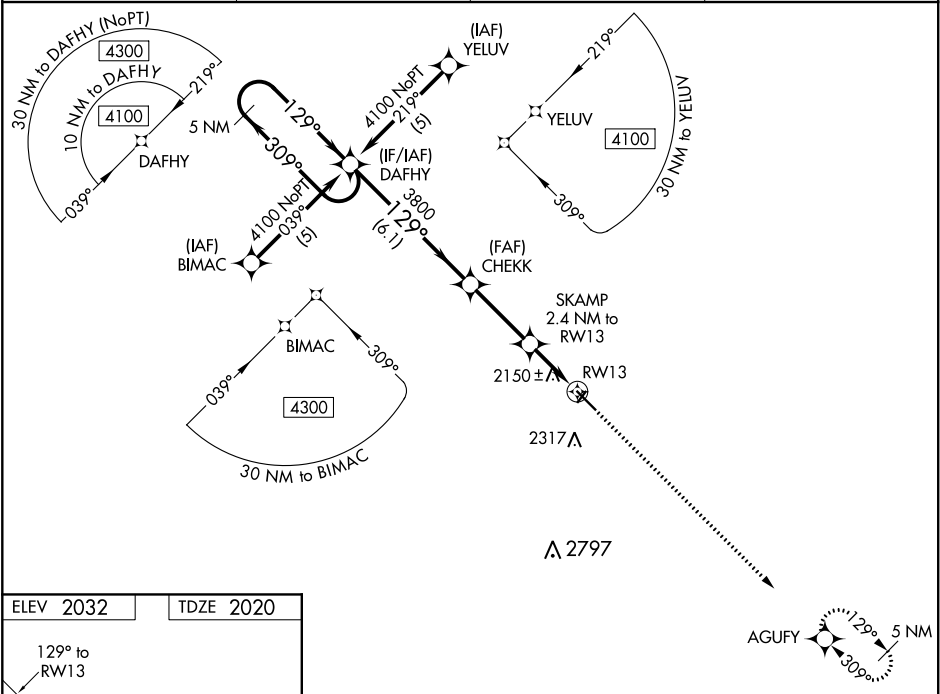 30 NM to DAFHY (NoPT)
4300
10 NM to DAFHY
4100
219°
039°
DAFHY
5 NM
129°
309°
(IAF)
YELUV
4100 NoPT
219°
(5)
(IF/IAF)
DAFHY
4100 NoPT
039°
(5)
(IAF)
BIMAC
3800
129°
(6.1)
(FAF)
CHEKK
SKAMP
2.4 NM to
RW13
2150 ±
RW13
2317
2797
219°
YELUV
4100
309°
30 NM to YELUV
BIMAC
039°
309°
4300
30 NM to BIMAC
AGUFY
129°
309°
5 NM
ELEV 2032
TDZE 2020
129° to
RW13